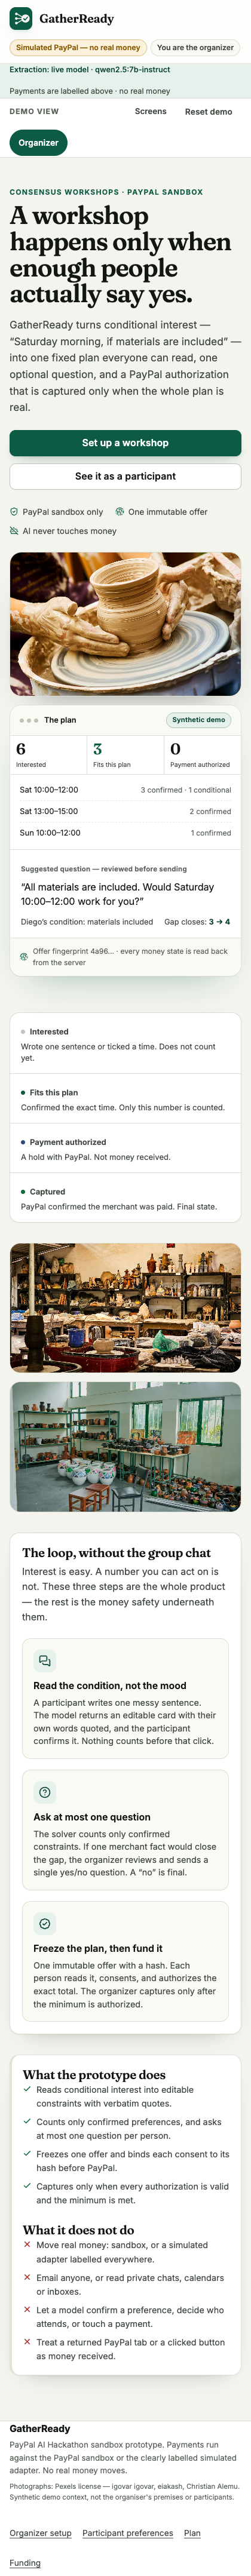 GatherReady
Simulated PayPal — no real money
You are the organizer
Extraction: live model · qwen2.5:7b-instruct
Payments are labelled above · no real money
DEMO VIEW
Screens
Reset demo
Organizer
CONSENSUS WORKSHOPS · PAYPAL SANDBOX
A workshop
happens only when
enough people
actually say yes.
GatherReady turns conditional interest —
“Saturday morning, if materials are included” —
into one fixed plan everyone can read, one
optional question, and a PayPal authorization
that is captured only when the whole plan is
real.
Set up a workshop
See it as a participant
PayPal sandbox only
One immutable offer
AI never touches money
The plan
Synthetic demo
6
Interested
3
Fits this plan
0
Payment authorized
Sat 10:00–12:00
3 confirmed · 1 conditional
Sat 13:00–15:00
2 confirmed
Sun 10:00–12:00
1 confirmed
Suggested question — reviewed before sending
“All materials are included. Would Saturday
10:00–12:00 work for you?”
Diego’s condition: materials included
Gap closes: 3 → 4
Offer fingerprint 4a96… · every money state is read back
from the server
Interested
Wrote one sentence or ticked a time. Does not count
yet.
Fits this plan
Confirmed the exact time. Only this number is counted.
Payment authorized
A hold with PayPal. Not money received.
Captured
PayPal confirmed the merchant was paid. Final state.
The loop, without the group chat
Interest is easy. A number you can act on is
not. These three steps are the whole product
— the rest is the money safety underneath
them.
Read the condition, not the mood
A participant writes one messy sentence.
The model returns an editable card with their
own words quoted, and the participant
confirms it. Nothing counts before that click.
Ask at most one question
The solver counts only confirmed
constraints. If one merchant fact would close
the gap, the organizer reviews and sends a
single yes/no question. A “no” is final.
Freeze the plan, then fund it
One immutable offer with a hash. Each
person reads it, consents, and authorizes the
exact total. The organizer captures only after
the minimum is authorized.
What the prototype does
Reads conditional interest into editable
constraints with verbatim quotes.
Counts only confirmed preferences, and asks
at most one question per person.
Freezes one offer and binds each consent to its
hash before PayPal.
Captures only when every authorization is valid
and the minimum is met.
What it does not do
Move real money: sandbox, or a simulated
adapter labelled everywhere.
Email anyone, or read private chats, calendars
or inboxes.
Let a model confirm a preference, decide who
attends, or touch a payment.
Treat a returned PayPal tab or a clicked button
as money received.
GatherReady
PayPal AI Hackathon sandbox prototype. Payments run
against the PayPal sandbox or the clearly labelled simulated
adapter. No real money moves.
Photographs: Pexels license — igovar igovar, eiakash, Christian Alemu.
Synthetic demo context, not the organiser's premises or participants.
Organizer setup
Participant preferences
Plan
Funding